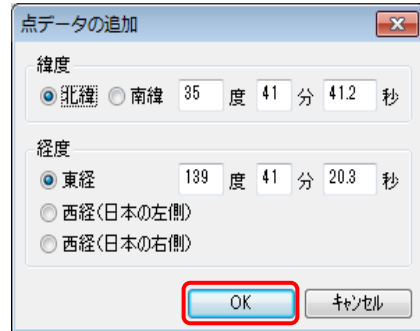 点データの追加
緯度
北緯 南緯 35 度 41 分 41.2 秒
経度
東経 139 度 41 分 20.3 秒
西経(日本の左側)
西経(日本の右側)
OK キャンセル